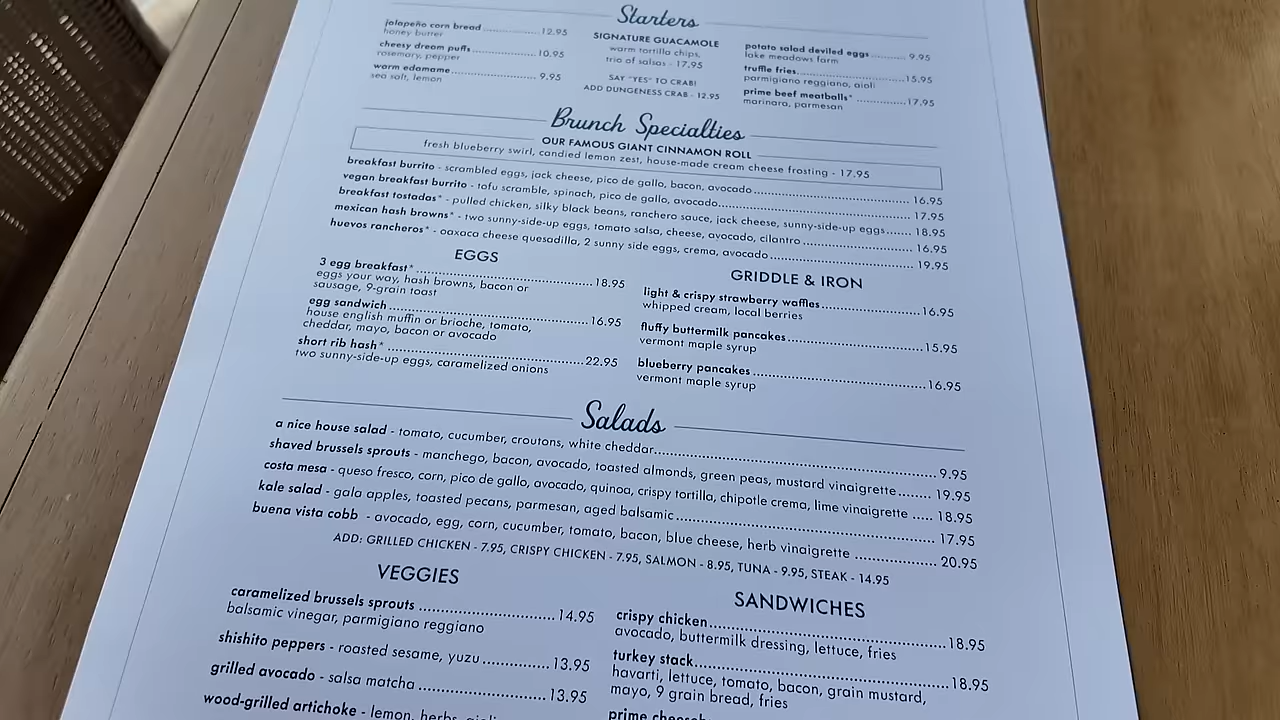 Starters
jalapeño corn bread ........................ 12.95
honey butter
cheesy dream puffs ........................ 10.95
rosemary, pepper
warm edamame ........................ 9.95
sea salt, lemon
SIGNATURE GUACAMOLE
warm tortilla chips,
trio of salsas - 17.95
SAY "YES" TO CRAB!
ADD DUNGENESS CRAB - 12.95
potato salad deviled eggs ................ 9.95
lake meadows farm
truffle fries ................................ 15.95
parmigiano reggiano, aioli
prime beef meatballs* ................ 17.95
marinara, parmesan
Brunch Specialties
OUR FAMOUS GIANT CINNAMON ROLL
fresh blueberry swirl, candied lemon zest, house-made cream cheese frosting - 17.95
breakfast burrito - scrambled eggs, jack cheese, pico de gallo, bacon, avocado ................ 16.95
vegan breakfast burrito - tofu scramble, spinach, pico de gallo, avocado ................ 17.95
breakfast tostadas* - pulled chicken, silky black beans, ranchero sauce, jack cheese, sunny-side-up eggs ....... 18.95
mexican hash browns* - two sunny-side-up eggs, tomato salsa, cheese, avocado, cilantro ................ 16.95
huevos rancheros* - oaxaca cheese quesadilla, 2 sunny side eggs, crema, avocado ................ 19.95
EGGS
3 egg breakfast* ................ 18.95
eggs your way, hash browns, bacon or
sausage, 9-grain toast
egg sandwich ................ 16.95
house english muffin or brioche, tomato,
cheddar, mayo, bacon or avocado
short rib hash* ................ 22.95
two sunny-side-up eggs, caramelized onions
GRIDDLE & IRON
light & crispy strawberry waffles ................ 16.95
whipped cream, local berries
fluffy buttermilk pancakes ................ 15.95
vermont maple syrup
blueberry pancakes ................ 16.95
vermont maple syrup
Salads
a nice house salad - tomato, cucumber, croutons, white cheddar ................ 9.95
shaved brussels sprouts - manchego, bacon, avocado, toasted almonds, green peas, mustard vinaigrette ........ 19.95
costa mesa - queso fresco, corn, pico de gallo, avocado, quinoa, crispy tortilla, chipotle crema, lime vinaigrette ..... 18.95
kale salad - gala apples, toasted pecans, parmesan, aged balsamic ................ 17.95
buena vista cobb - avocado, egg, corn, cucumber, tomato, bacon, blue cheese, herb vinaigrette ................ 20.95
ADD: GRILLED CHICKEN - 7.95, CRISPY CHICKEN - 7.95, SALMON - 8.95, TUNA - 9.95, STEAK - 14.95
VEGGIES
caramelized brussels sprouts ................ 14.95
balsamic vinegar, parmigiano reggiano
shishito peppers - roasted sesame, yuzu ................ 13.95
grilled avocado - salsa matcha ................ 13.95
wood-grilled artichoke - lemon, herbs, aioli
SANDWICHES
crispy chicken ................ 18.95
avocado, buttermilk dressing, lettuce, fries
turkey stack ................ 18.95
havarti, lettuce, tomato, bacon, grain mustard,
mayo, 9 grain bread, fries
prime